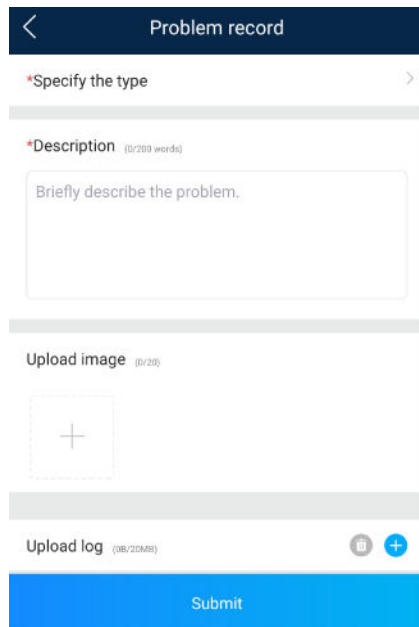 Problem record
*Specify the type
*Description (0/200 words)
Briefly describe the problem.
Upload image (0/20)
Upload log (0B/20MB)
Submit